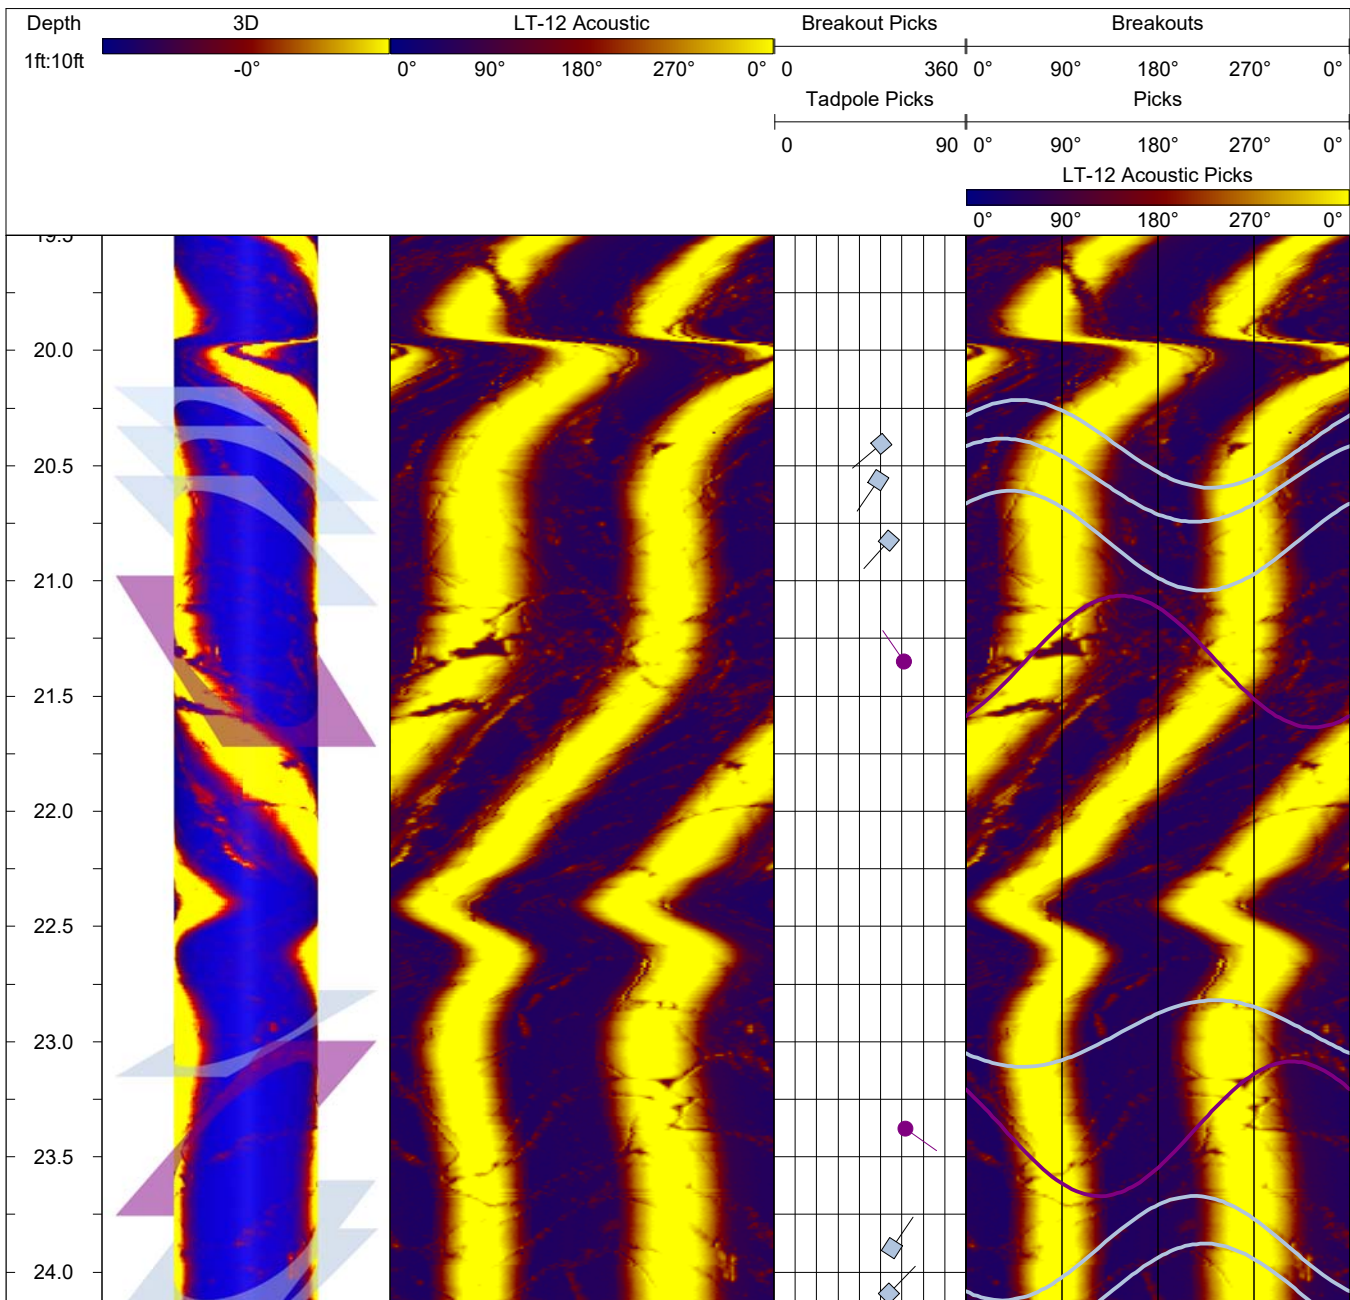 Depth 3D LT-12 Acoustic Breakout Picks Breakouts
1ft:10ft -0° 0° 90° 180° 270° 0° 0 360 0° 90° 180° 270° 0°
Tadpole Picks Picks
0 90 0° 90° 180° 270° 0°
LT-12 Acoustic Picks
0° 90° 180° 270° 0°
19.5
20.0
20.5
21.0
21.5
22.0
22.5
23.0
23.5
24.0